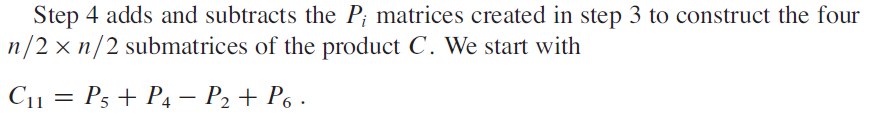 Step 4 adds and subtracts the Pᵢ matrices created in step 3 to construct the four
n/2 × n/2 submatrices of the product C. We start with
C₁₁ = P₅ + P₄ − P₂ + P₆ .